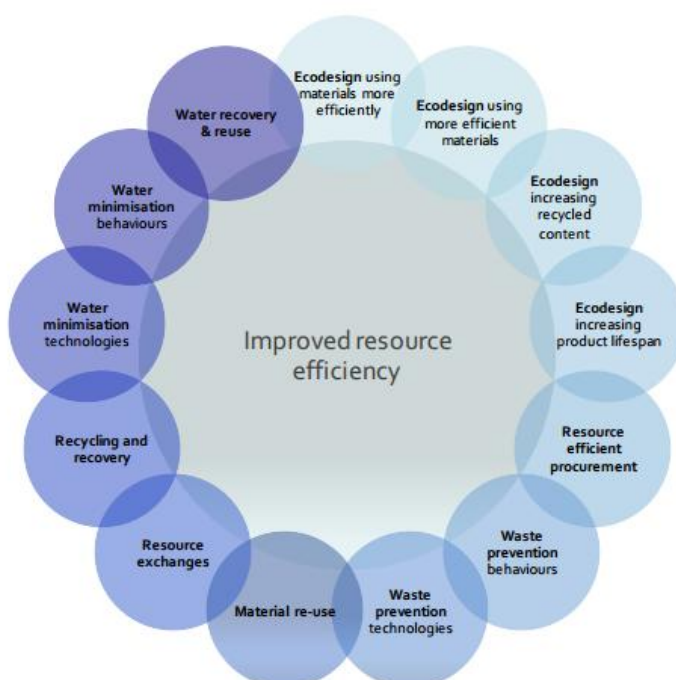 Ecodesign using
materials more
efficiently
Ecodesign using
more efficient
materials
Ecodesign
increasing
recycled
content
Ecodesign
increasing
product lifespan
Resource
efficient
procurement
Waste
prevention
behaviours
Waste
prevention
technologies
Material re-use
Resource
exchanges
Recycling and
recovery
Water
minimisation
technologies
Water
minimisation
behaviours
Water recovery
& reuse
Improved resource
efficiency